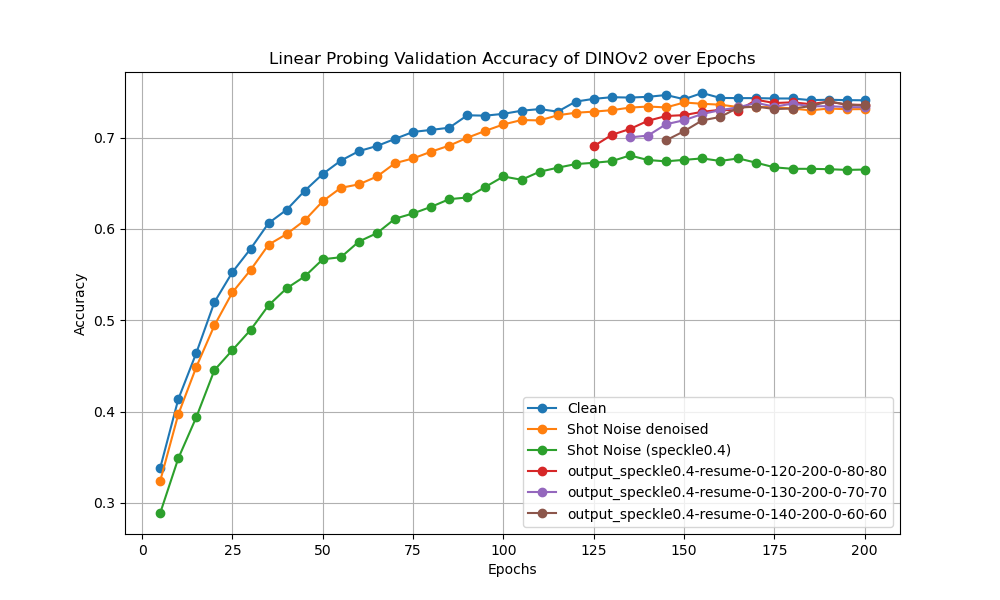 Linear Probing Validation Accuracy of DINOv2 over Epochs
Accuracy
0.7
0.6
0.5
0.4
0.3
0 25 50 75 100 125 150 175 200
Epochs
Clean
Shot Noise denoised
Shot Noise (speckle0.4)
output_speckle0.4-resume-0-120-200-0-80-80
output_speckle0.4-resume-0-130-200-0-70-70
output_speckle0.4-resume-0-140-200-0-60-60